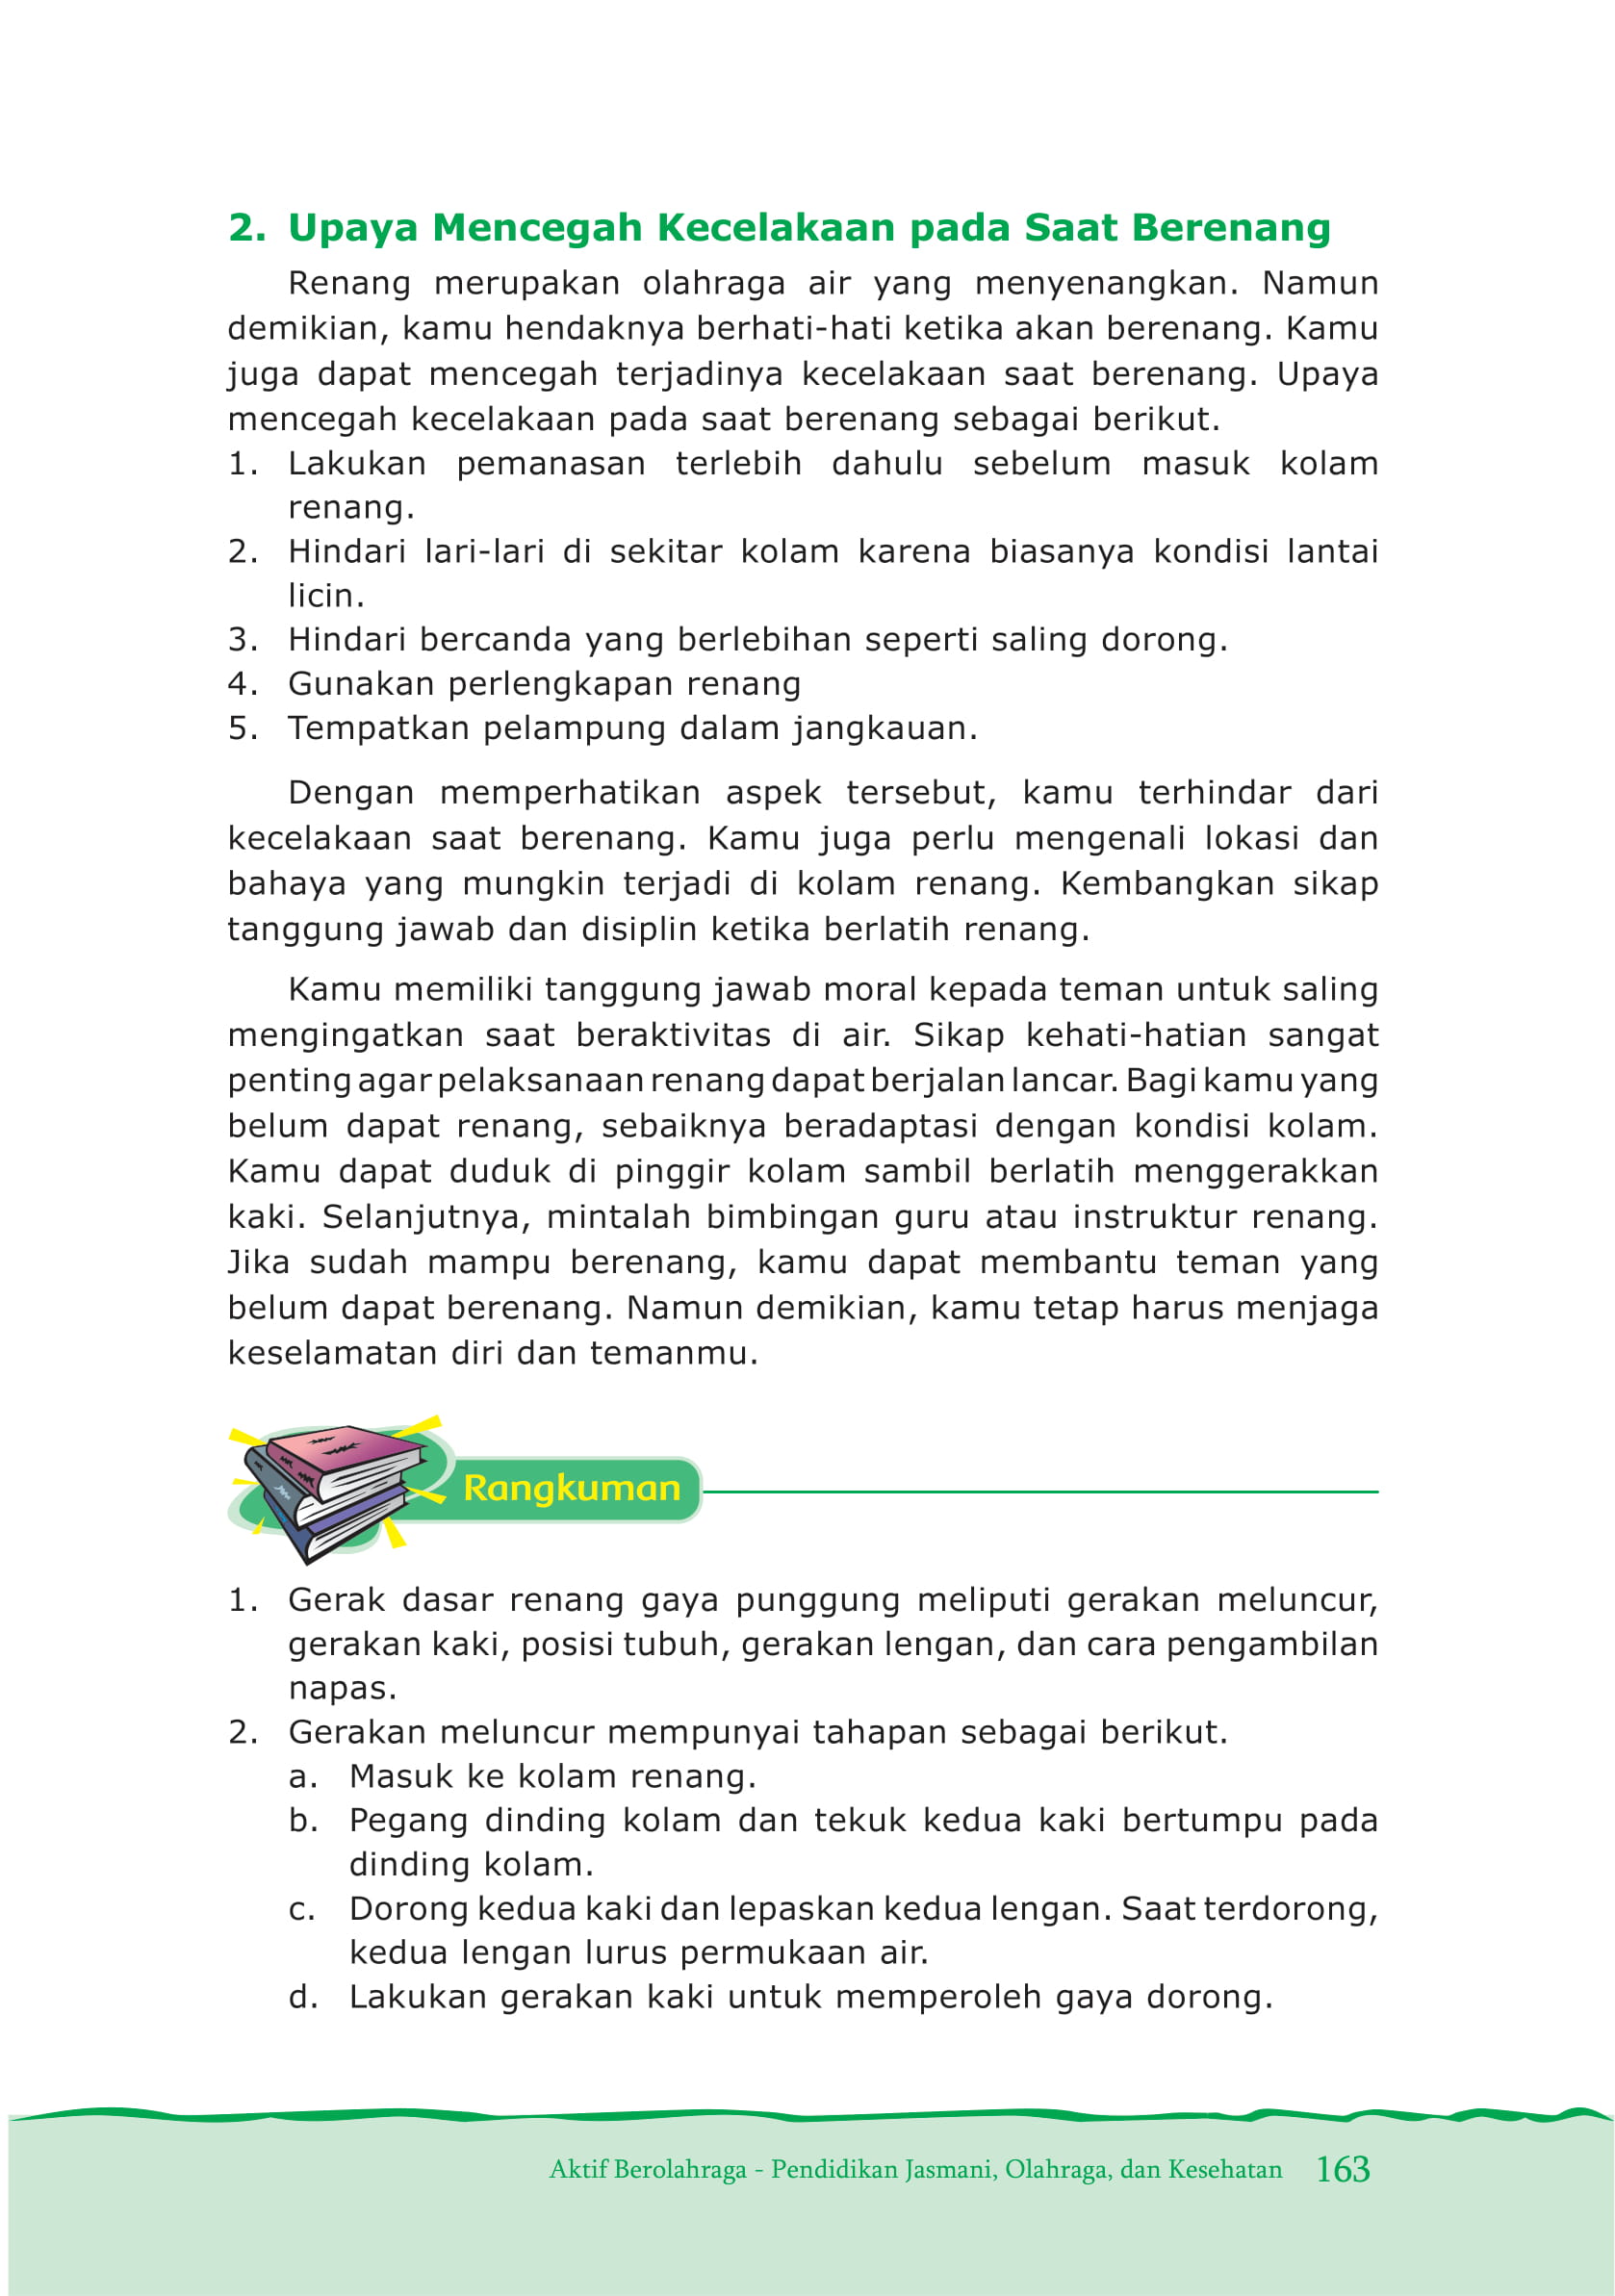 2. Upaya Mencegah Kecelakaan pada Saat Berenang
Renang merupakan olahraga air yang menyenangkan. Namun
demikian, kamu hendaknya berhati-hati ketika akan berenang. Kamu
juga dapat mencegah terjadinya kecelakaan saat berenang. Upaya
mencegah kecelakaan pada saat berenang sebagai berikut.
1. Lakukan pemanasan terlebih dahulu sebelum masuk kolam
renang.
2. Hindari lari-lari di sekitar kolam karena biasanya kondisi lantai
licin.
3. Hindari bercanda yang berlebihan seperti saling dorong.
4. Gunakan perlengkapan renang
5. Tempatkan pelampung dalam jangkauan.
Dengan memperhatikan aspek tersebut, kamu terhindar dari
kecelakaan saat berenang. Kamu juga perlu mengenali lokasi dan
bahaya yang mungkin terjadi di kolam renang. Kembangkan sikap
tanggung jawab dan disiplin ketika berlatih renang.
Kamu memiliki tanggung jawab moral kepada teman untuk saling
mengingatkan saat beraktivitas di air. Sikap kehati-hatian sangat
penting agar pelaksanaan renang dapat berjalan lancar. Bagi kamu yang
belum dapat renang, sebaiknya beradaptasi dengan kondisi kolam.
Kamu dapat duduk di pinggir kolam sambil berlatih menggerakkan
kaki. Selanjutnya, mintalah bimbingan guru atau instruktur renang.
Jika sudah mampu berenang, kamu dapat membantu teman yang
belum dapat berenang. Namun demikian, kamu tetap harus menjaga
keselamatan diri dan temanmu.
Rangkuman
1. Gerak dasar renang gaya punggung meliputi gerakan meluncur,
gerakan kaki, posisi tubuh, gerakan lengan, dan cara pengambilan
napas.
2. Gerakan meluncur mempunyai tahapan sebagai berikut.
a. Masuk ke kolam renang.
b. Pegang dinding kolam dan tekuk kedua kaki bertumpu pada
dinding kolam.
c. Dorong kedua kaki dan lepaskan kedua lengan. Saat terdorong,
kedua lengan lurus permukaan air.
d. Lakukan gerakan kaki untuk memperoleh gaya dorong.
Aktif Berolahraga - Pendidikan Jasmani, Olahraga, dan Kesehatan 163